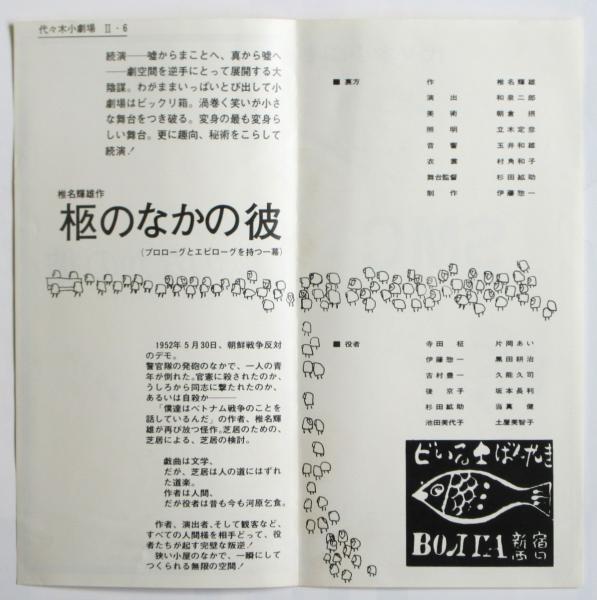 代々木小劇場 Ⅱ・6
続演――嘘からまことへ、真から嘘へ
――劇空間を逆手にとって展開する大
陰謀。わがままいっぱいとび出して小
劇場はビックリ箱。渦巻く笑いが小さ
な舞台をつき破る。変身の最も変身ら
しい舞台。更に趣向、秘術をこらして
続演!
椎名輝雄作
柩のなかの彼
(プロローグとエピローグを持つ一幕)
1952年5月30日、朝鮮戦争反対
のデモ。
警官隊の発砲のなかで、一人の青
年が倒れた。官憲に殺されたのか、
うしろから同志に撃たれたのか、
あるいは自殺か―――
「僕達はベトナム戦争のことを
話しているんだ」の作者、椎名輝
雄が再び放つ怪作。芝居のための、
芝居による、芝居の検討。
戯曲は文学、
だが、芝居は人の道にはずれ
た道楽。
作者は人間、
だが役者は昔も今も河原乞食。
作者、演出者、そして観客など、
すべての人間様を相手どって、役
者たちが起す完璧な叛逆!
狭い小屋のなかで、一瞬にして
つくられる無限の空間!
■ 裏方
作 椎名輝雄
演出 和泉二郎
美術 朝倉摂
照明 立木定彦
音響 玉井和雄
衣裳 村角和子
舞台監督 杉田紘助
制作 伊藤惣一
■ 役者
寺田柾 片岡あい
伊藤惣一 黒田耕治
吉村豊一 久能久司
後京子 坂本長利
杉田紘助 当真健
池田美代子 土屋美智子
どい
ばんやき
新宿
西口